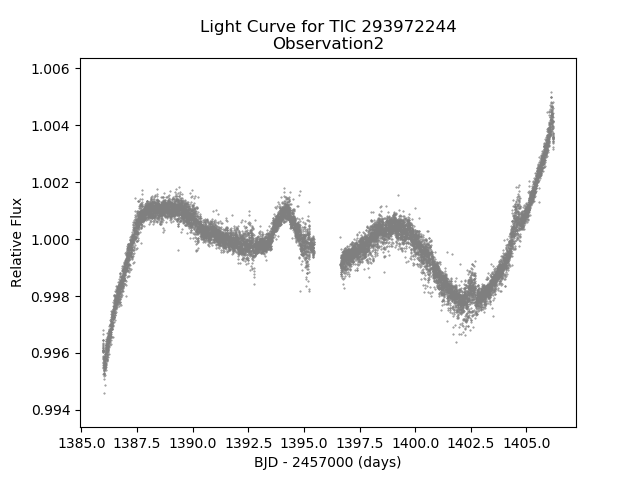 Light Curve for TIC 293972244
Observation2
1.006
1.004
1.002
1.000
0.998
0.996
0.994
Relative Flux
1385.0 1387.5 1390.0 1392.5 1395.0 1397.5 1400.0 1402.5 1405.0
BJD - 2457000 (days)